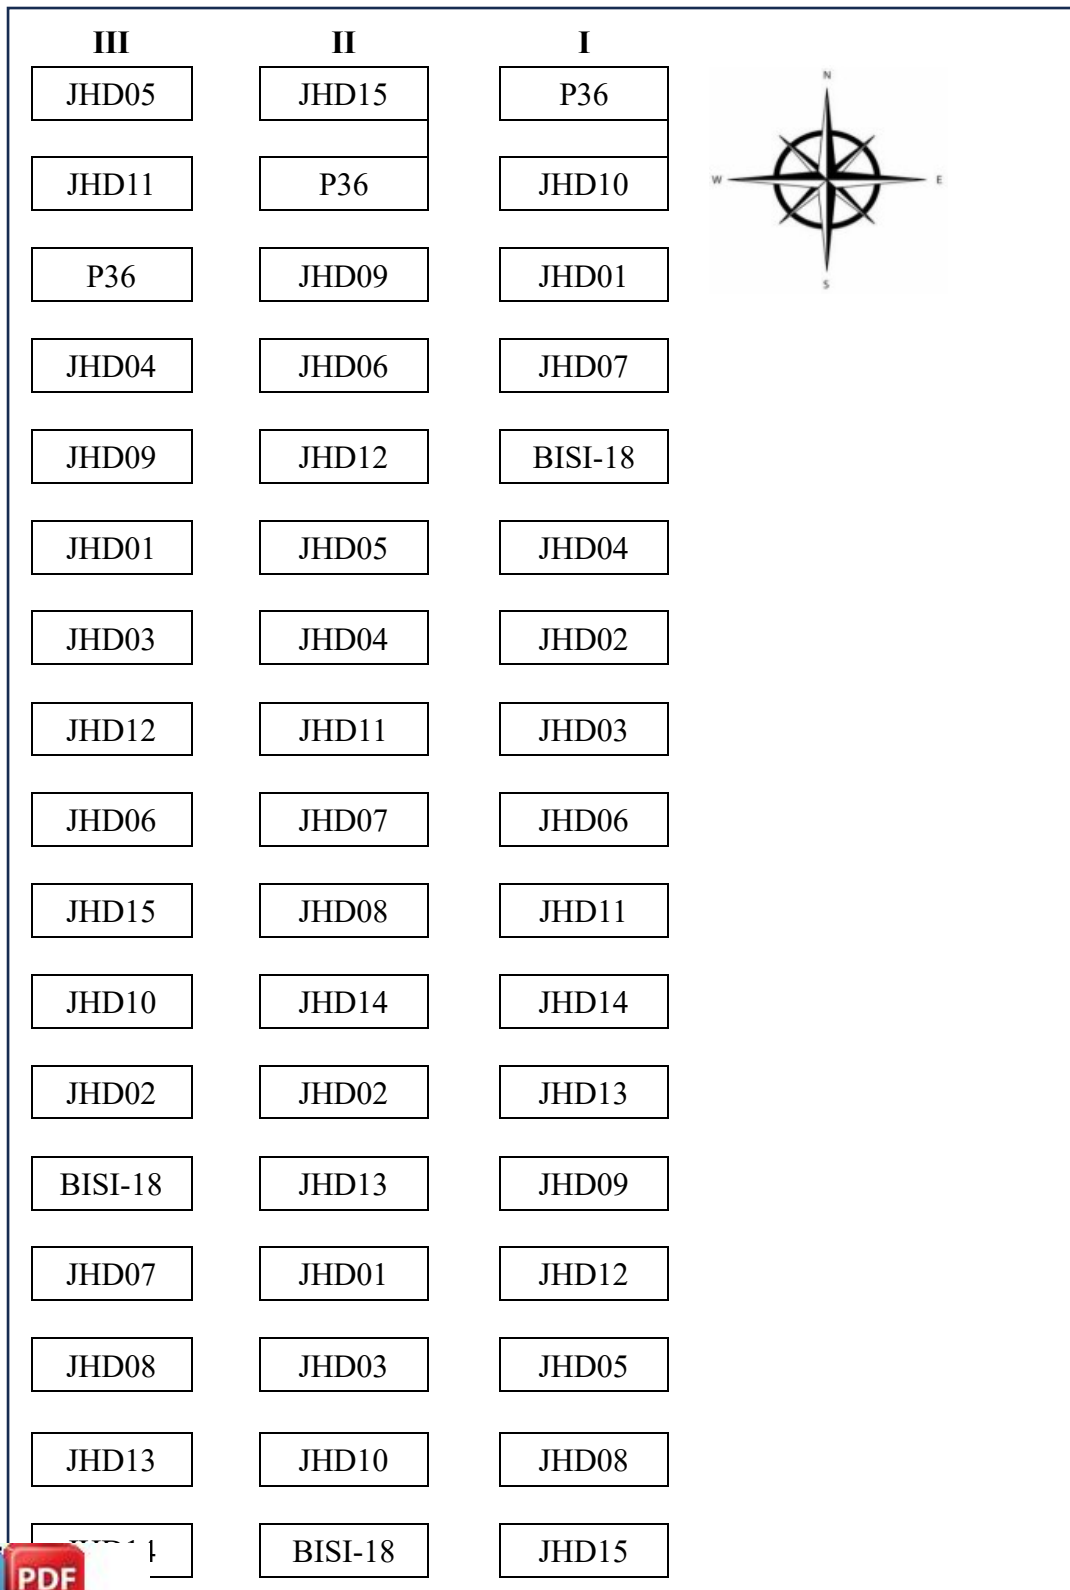 III II I
JHD05 JHD15 P36
N
JHD11 P36 JHD10
W E
P36 JHD09 JHD01
S
JHD04 JHD06 JHD07
JHD09 JHD12 BISI-18
JHD01 JHD05 JHD04
JHD03 JHD04 JHD02
JHD12 JHD11 JHD03
JHD06 JHD07 JHD06
JHD15 JHD08 JHD11
JHD10 JHD14 JHD14
JHD02 JHD02 JHD13
BISI-18 JHD13 JHD09
JHD07 JHD01 JHD12
JHD08 JHD03 JHD05
JHD13 JHD10 JHD08
BISI-18 JHD15
PDF